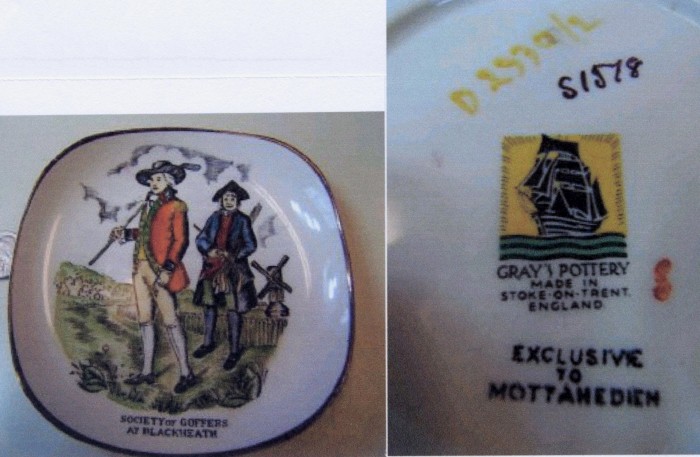 SOCIETY OF GOFFERS
AT BLACKHEATH
S1578
GRAY'S POTTERY
MADE IN
STOKE-ON-TRENT.
ENGLAND
EXCLUSIVE
TO
MOTTAHEDEH